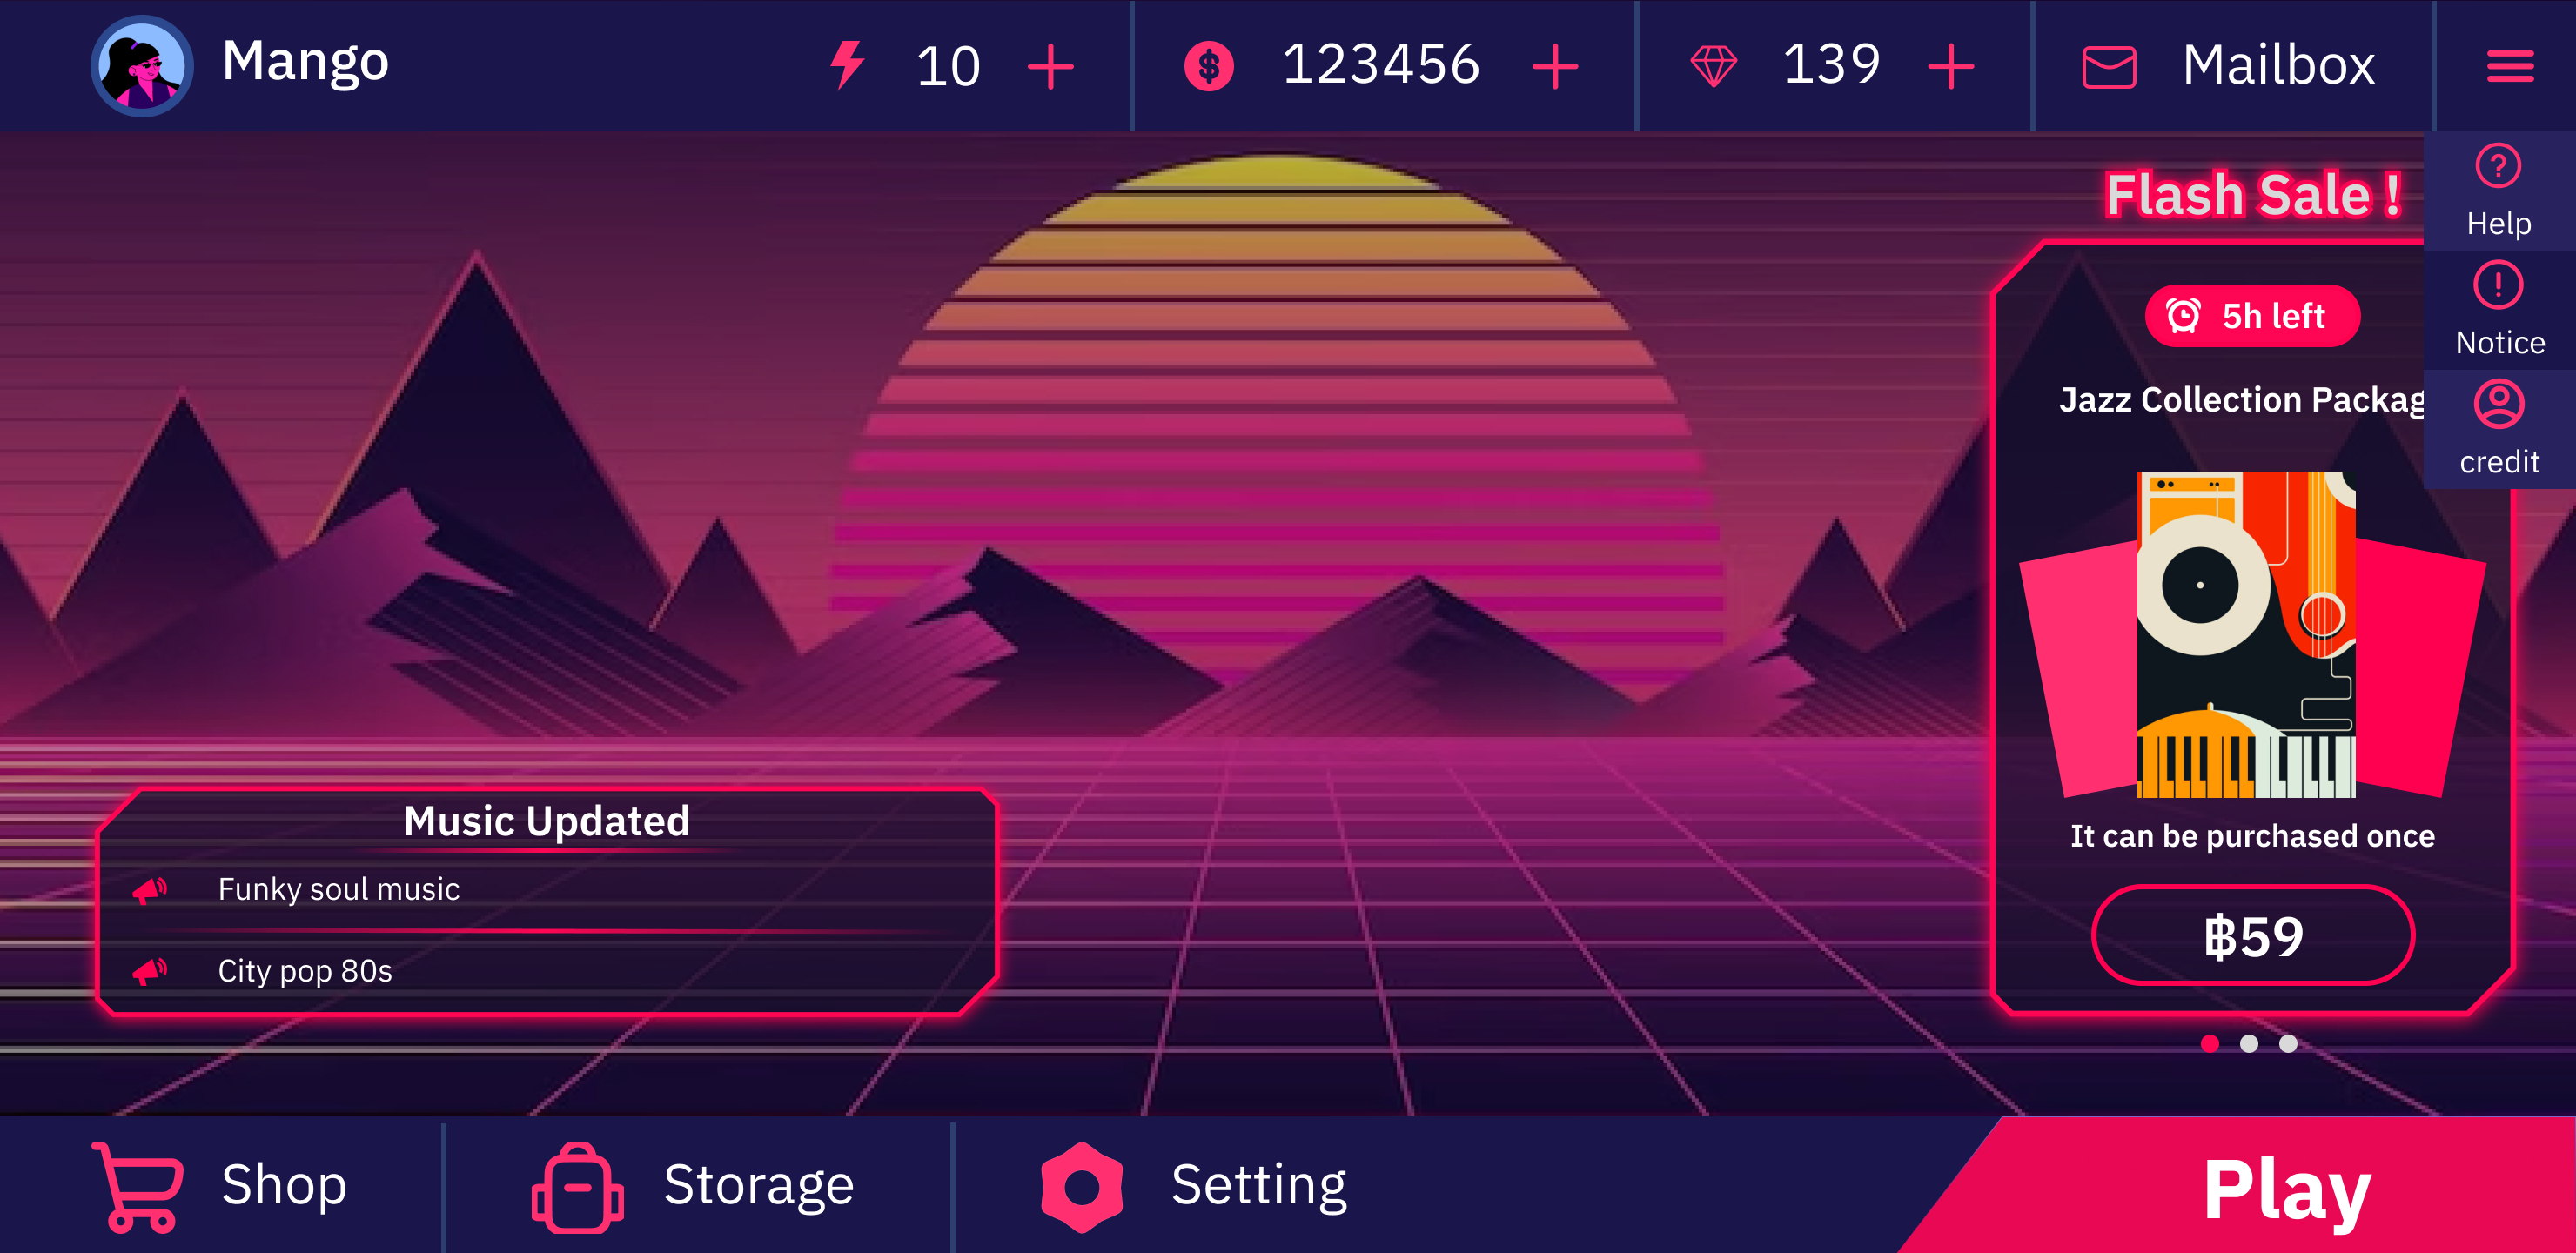 Mango
10
123456
139
Mailbox
Flash Sale !
Help
5h left
Notice
Jazz Collection Packag
credit
Music Updated
Funky soul music
City pop 80s
It can be purchased once
฿59
Shop
Storage
Setting
Play